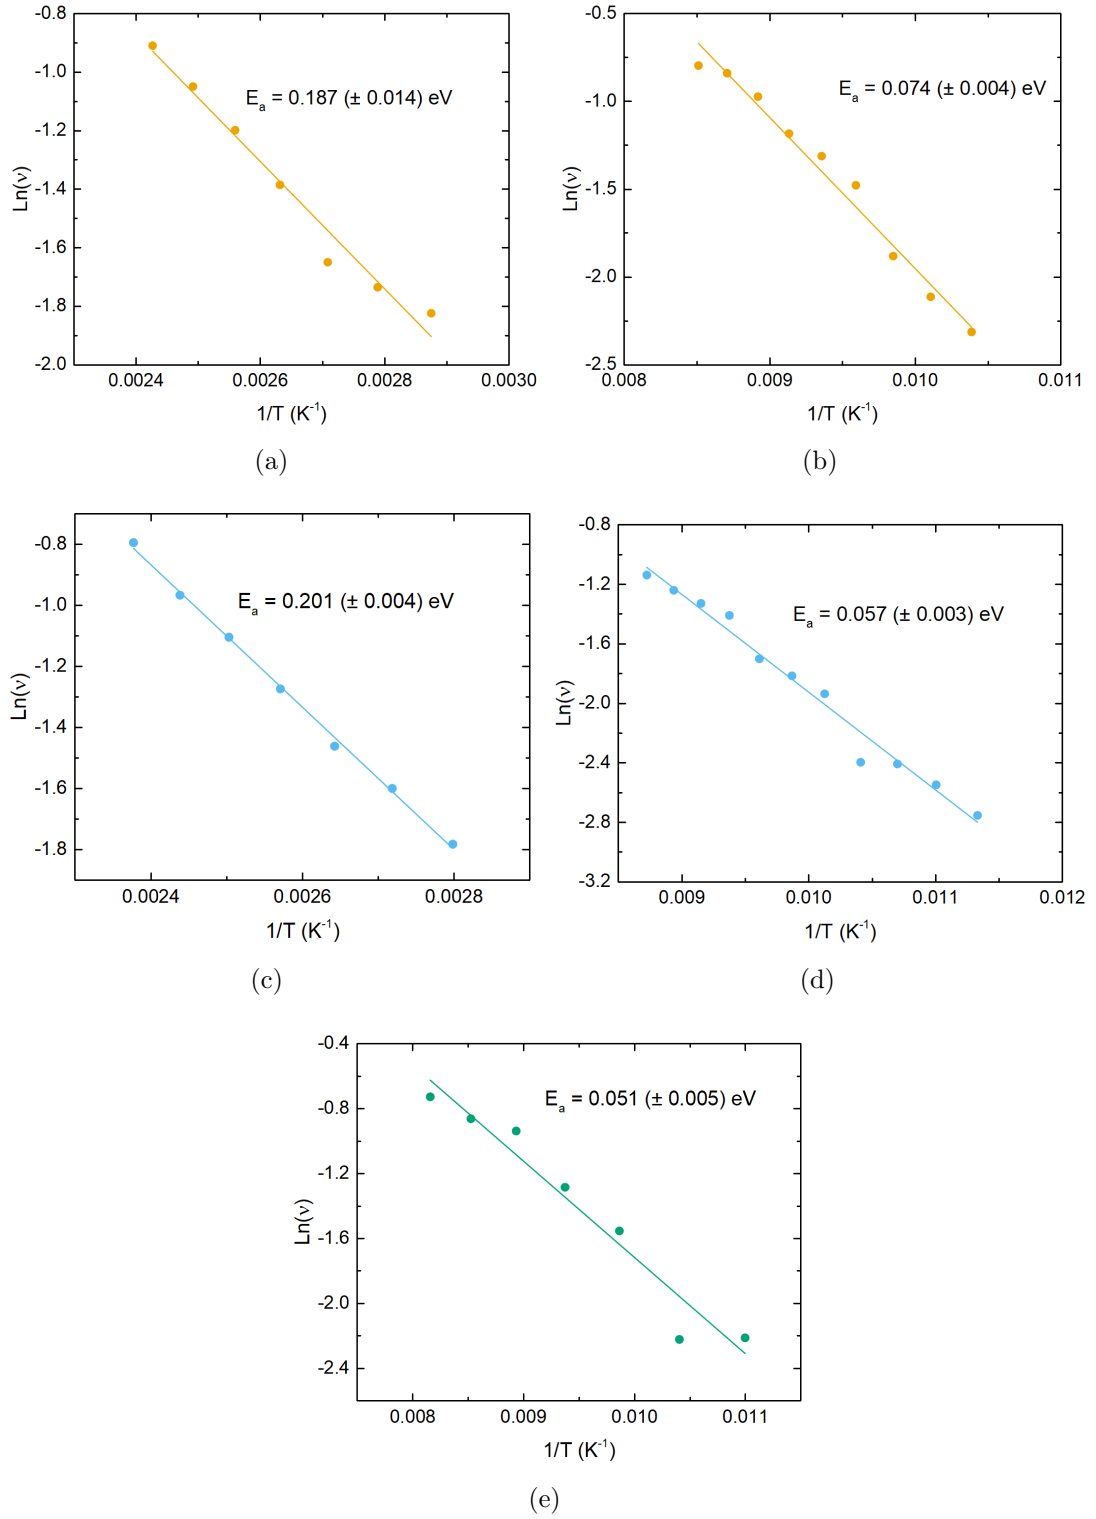 -0.8
-1.0
-1.2
-1.4
-1.6
-1.8
-2.0
Ln(ν)
E_a = 0.187 (± 0.014) eV
0.0024 0.0026 0.0028 0.0030
1/T (K⁻¹)
(a)
-0.5
-1.0
-1.5
-2.0
-2.5
Ln(ν)
E_a = 0.074 (± 0.004) eV
0.008 0.009 0.010 0.011
1/T (K⁻¹)
(b)
-0.8
-1.0
-1.2
-1.4
-1.6
-1.8
Ln(ν)
E_a = 0.201 (± 0.004) eV
0.0024 0.0026 0.0028
1/T (K⁻¹)
(c)
-0.8
-1.2
-1.6
-2.0
-2.4
-2.8
-3.2
Ln(ν)
E_a = 0.057 (± 0.003) eV
0.009 0.010 0.011 0.012
1/T (K⁻¹)
(d)
-0.4
-0.8
-1.2
-1.6
-2.0
-2.4
Ln(ν)
E_a = 0.051 (± 0.005) eV
0.008 0.009 0.010 0.011
1/T (K⁻¹)
(e)